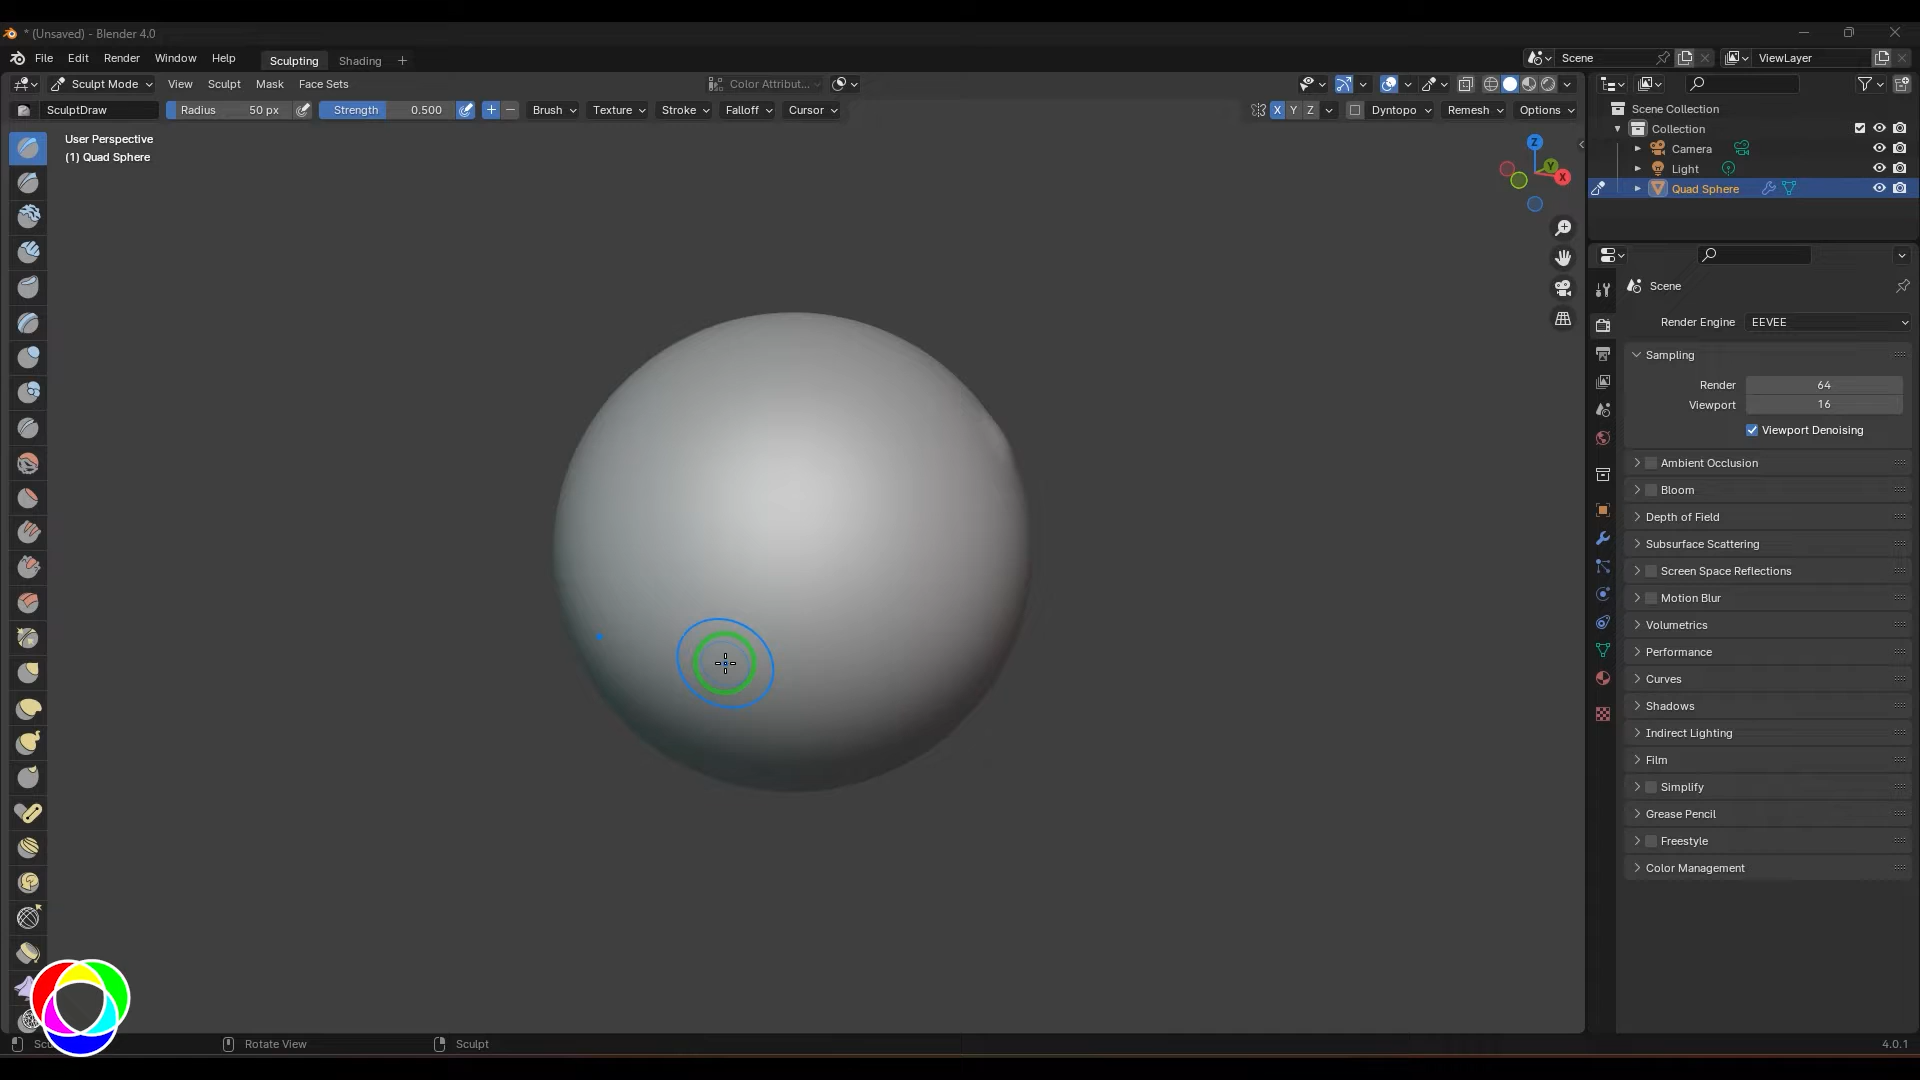 * (Unsaved) - Blender 4.0
File Edit Render Window Help Sculpting Shading + Scene ViewLayer
Sculpt Mode View Sculpt Mask Face Sets Color Attribut...
SculptDraw Radius 50 px Strength 0.500 Brush Texture Stroke Falloff Cursor X Y Z Dyntopo Remesh Options
User Perspective
(1) Quad Sphere
Z
Y
X
Scene Collection
Collection
Camera
Light
Quad Sphere
Scene
Render Engine EEVEE
Sampling
Render 64
Viewport 16
Viewport Denoising
Ambient Occlusion
Bloom
Depth of Field
Subsurface Scattering
Screen Space Reflections
Motion Blur
Volumetrics
Performance
Curves
Shadows
Indirect Lighting
Film
Simplify
Grease Pencil
Freestyle
Color Management
Rotate View Sculpt 4.0.1